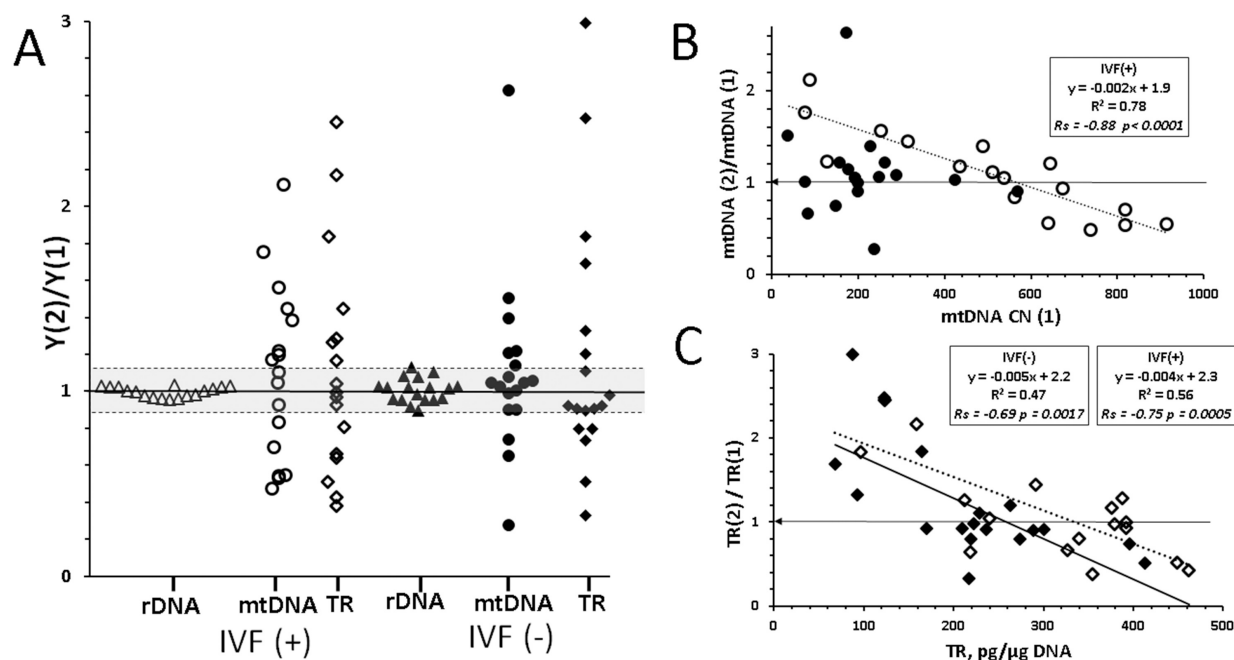 A
Y(2)/Y(1)
3
2
1
0
rDNA
mtDNA
TR
rDNA
mtDNA
TR
IVF (+)
IVF (-)
B
mtDNA (2)/mtDNA (1)
2
1
0
0
200
400
600
800
1000
mtDNA CN (1)
IVF(+)
y = -0.002x + 1.9
R² = 0.78
Rs = -0.88 p < 0.0001
C
TR(2) / TR(1)
3
2
1
0
0
100
200
300
400
500
TR, pg/µg DNA
IVF(-)
y = -0.005x + 2.2
R² = 0.47
Rs = -0.69 p = 0.0017
IVF(+)
y = -0.004x + 2.3
R² = 0.56
Rs = -0.75 p = 0.0005